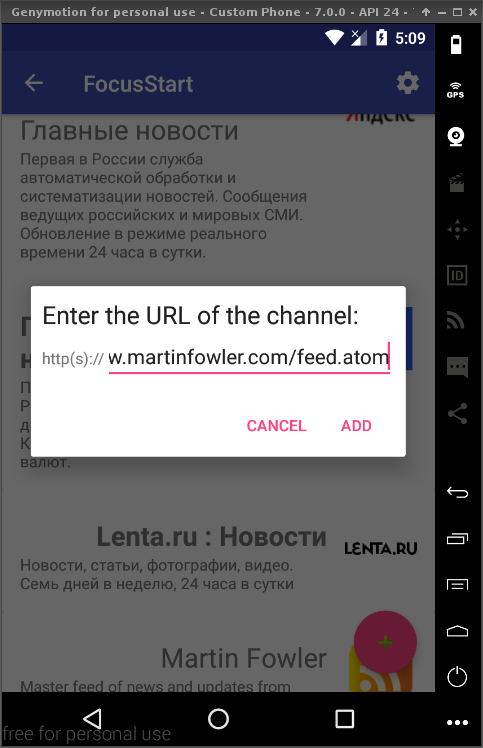 Genymotion for personal use - Custom Phone - 7.0.0 - API 24 -
5:09
FocusStart
GPS
Главные новости
Яндекс
Первая в России служба
автоматической обработки и
систематизации новостей. Сообщения
ведущих российских и мировых СМИ.
Обновление в режиме реального
времени 24 часа в сутки.
Enter the URL of the channel:
http(s):// w.martinfowler.com/feed.atom
CANCEL ADD
валют.
ID
Lenta.ru : Новости
LENTA.RU
Новости, статьи, фотографии, видео.
Семь дней в неделю, 24 часа в сутки
Martin Fowler
Master feed of news and updates from
free for personal use